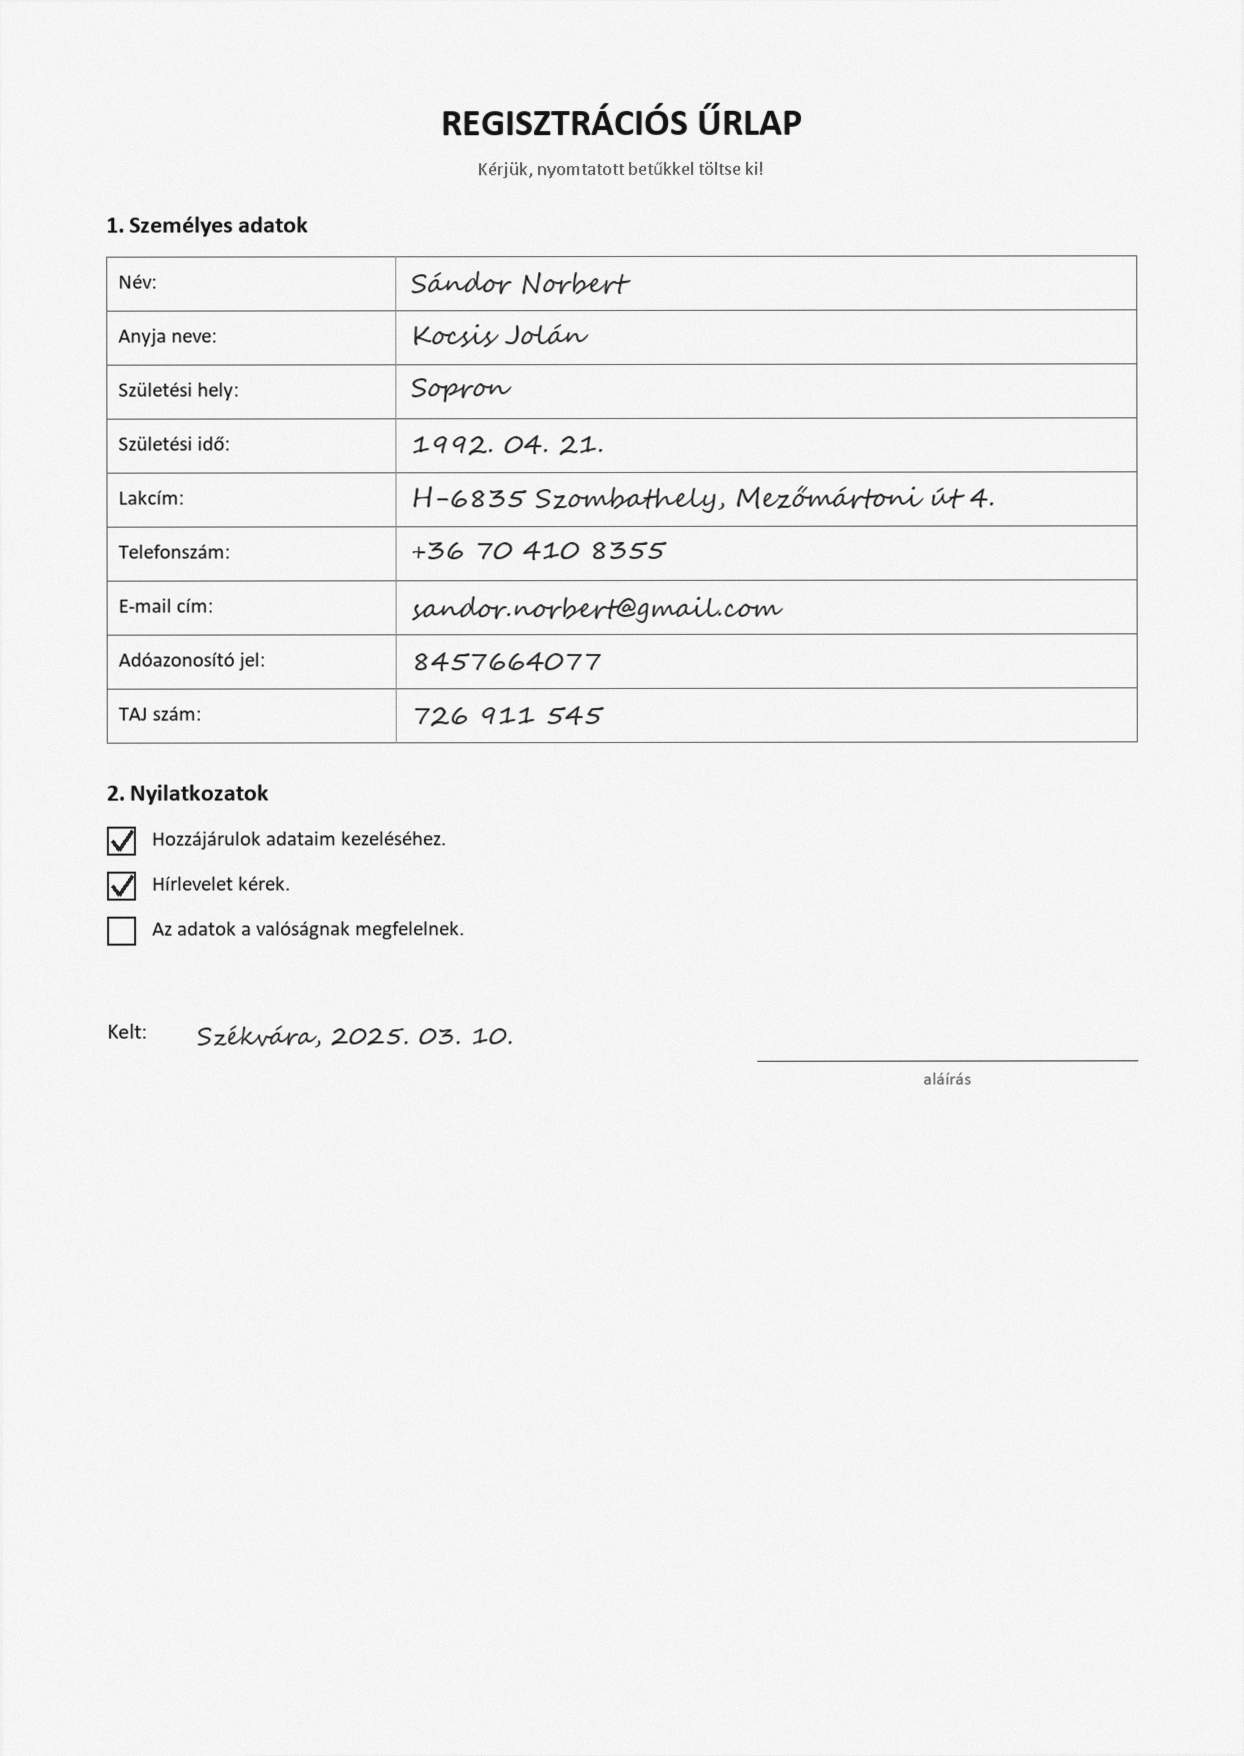 REGISZTRÁCIÓS ŰRLAP
Kérjük, nyomtatott betűkkel töltse ki!
1. Személyes adatok
Név: Sándor Norbert
Anyja neve: Kocsis Jolán
Születési hely: Sopron
Születési idő: 1992. 04. 21.
Lakcím: H-6835 Szombathely, Mezőmártoni út 4.
Telefonszám: +36 70 410 8355
E-mail cím: sandor.norbert@gmail.com
Adóazonosító jel: 8457664077
TAJ szám: 726 911 545
2. Nyilatkozatok
Hozzájárulok adataim kezeléséhez.
Hírlevelet kérek.
Az adatok a valóságnak megfelelnek.
Kelt: Székvára, 2025. 03. 10.
aláírás